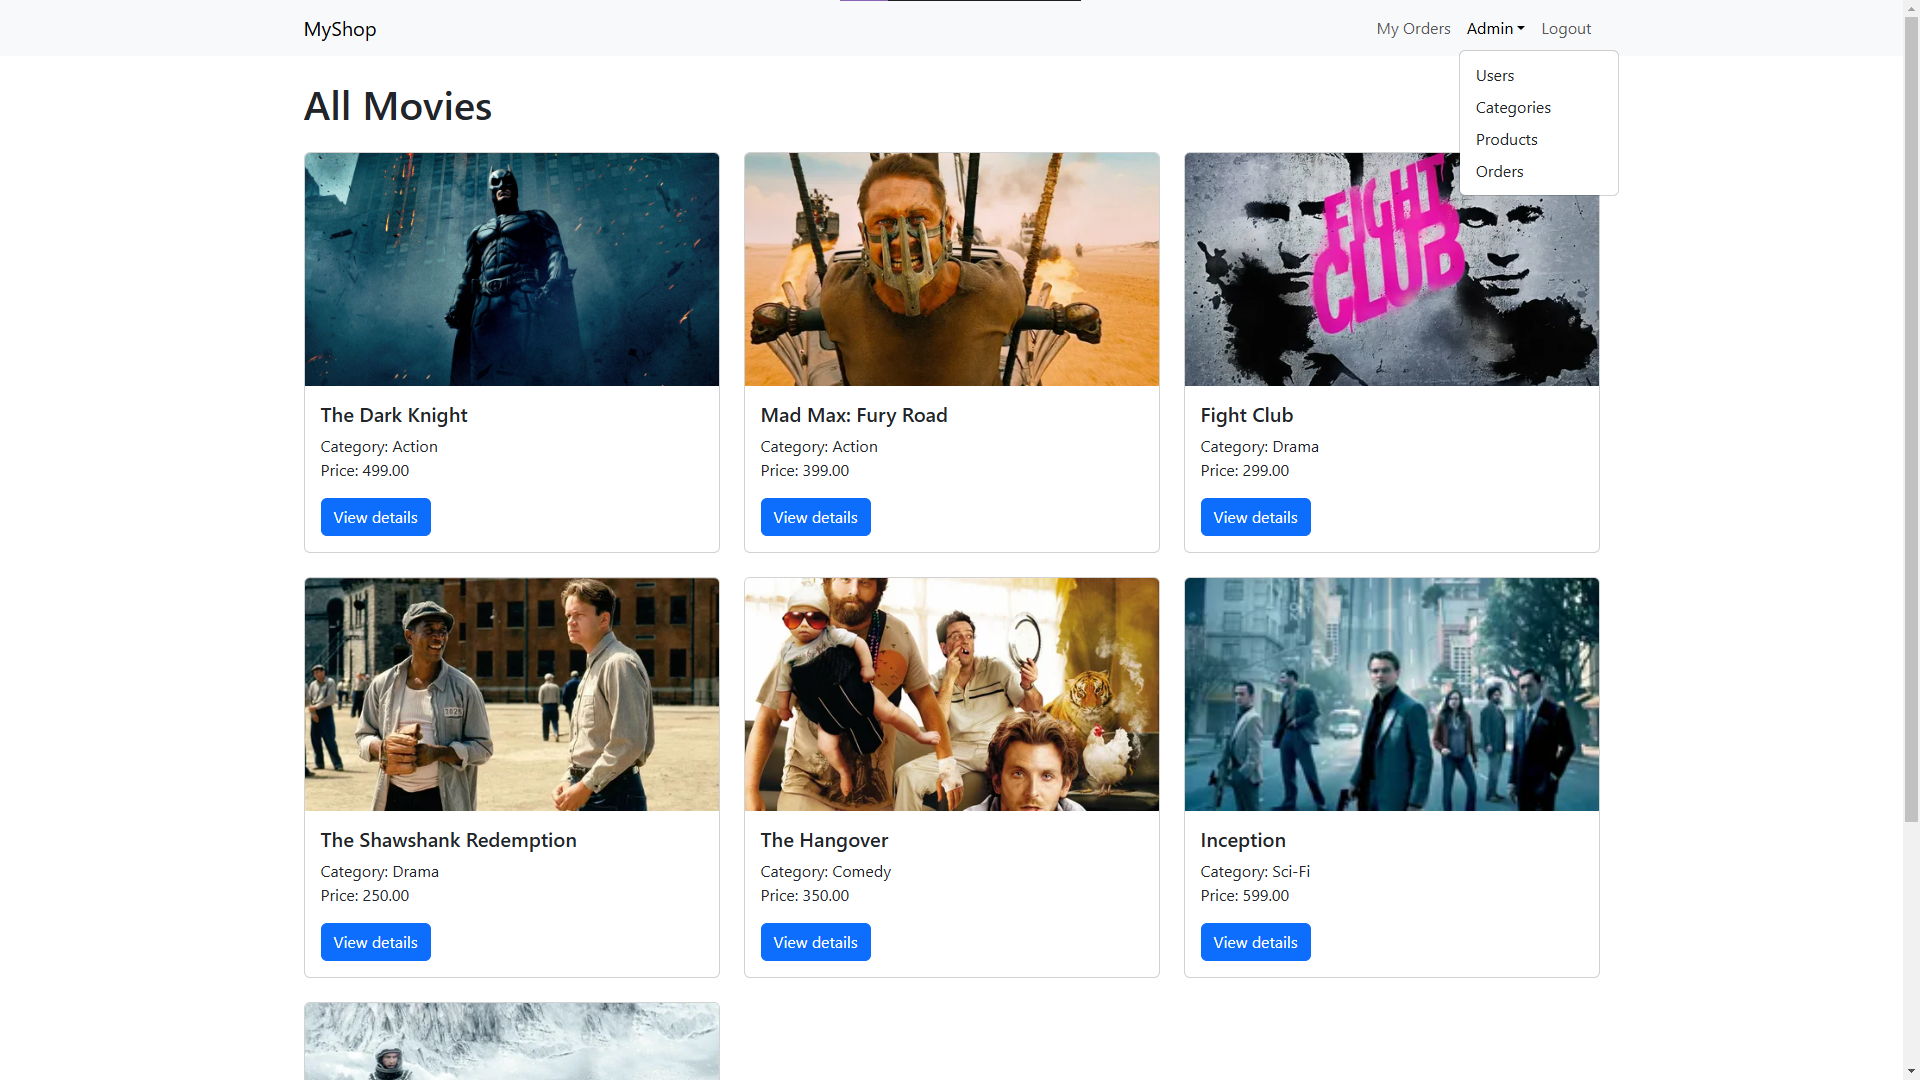 MyShop
My Orders
Admin
Logout
Users
Categories
Products
Orders
All Movies
FIGHT
CLUB
The Dark Knight
Category: Action
Price: 499.00
View details
Mad Max: Fury Road
Category: Action
Price: 399.00
View details
Fight Club
Category: Drama
Price: 299.00
View details
The Shawshank Redemption
Category: Drama
Price: 250.00
View details
The Hangover
Category: Comedy
Price: 350.00
View details
Inception
Category: Sci-Fi
Price: 599.00
View details